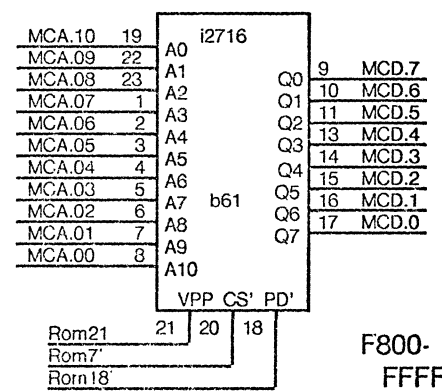 i2716
MCA.10 19 A0
MCA.09 22 A1
MCA.08 23 A2
MCA.07 1 A3
MCA.06 2 A4
MCA.05 3 A5
MCA.04 4 A6
MCA.03 5 A7
MCA.02 6 A8
MCA.01 7 A9
MCA.00 8 A10
Q0 9 MCD.7
Q1 10 MCD.6
Q2 11 MCD.5
Q3 13 MCD.4
Q4 14 MCD.3
Q5 15 MCD.2
Q6 16 MCD.1
Q7 17 MCD.0
b61
VPP CS' PD'
21 20 18
Rom21
Rom7'
Rom18'
F800-
FFFF